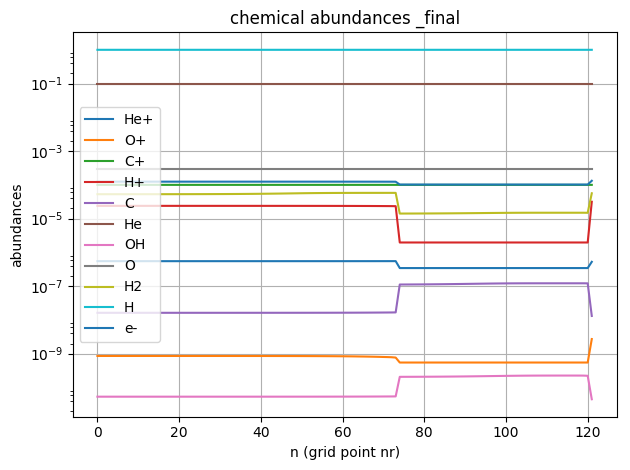 chemical abundances _final
abundances
10⁻¹
10⁻³
10⁻⁵
10⁻⁷
10⁻⁹
He+
O+
C+
H+
C
He
OH
O
H2
H
e-
0 20 40 60 80 100 120
n (grid point nr)